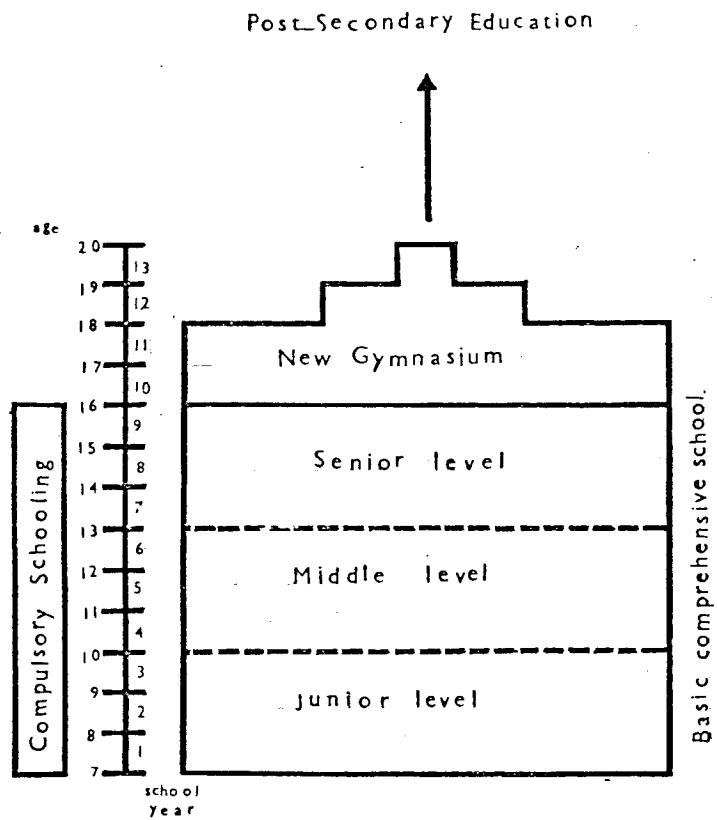 Post-Secondary Education
age
20
13
19
12
18
11
New Gymnasium
17
10
16
9
15
Senior level
8
14
7
13
6
12
Middle level
5
11
4
10
3
9
Junior level
2
8
1
7
school
year
Compulsory Schooling
Basic comprehensive school.